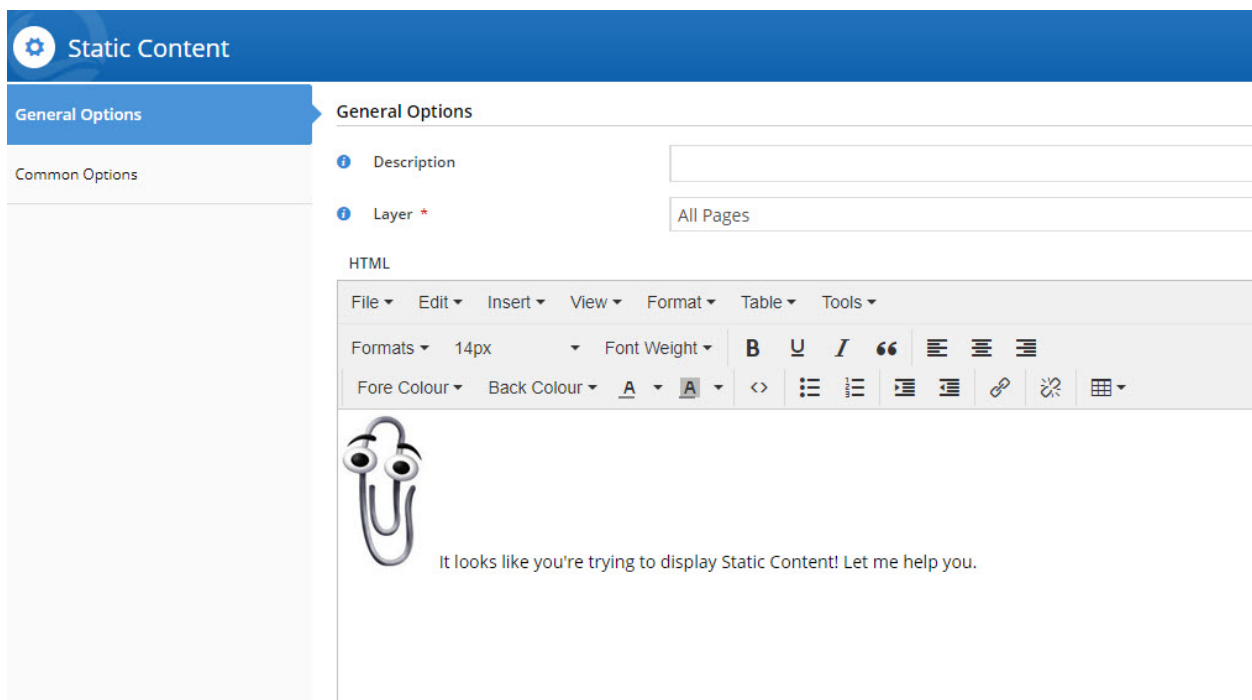 Static Content
General Options
Common Options
General Options
Description
Layer *
All Pages
HTML
File Edit Insert View Format Table Tools
Formats 14px Font Weight B U I
Fore Colour Back Colour A A
It looks like you're trying to display Static Content! Let me help you.